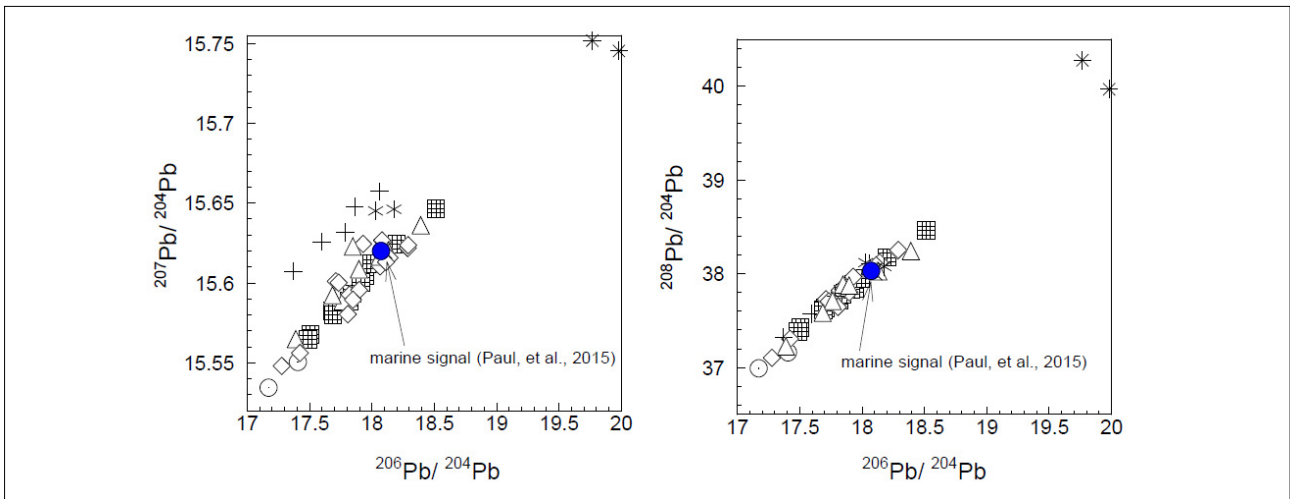 15.75
15.7
15.65
15.6
15.55
207Pb/ 204Pb
17 17.5 18 18.5 19 19.5 20
206Pb/ 204Pb
marine signal (Paul, et al., 2015)
40
39
38
37
208Pb/ 204Pb
17 17.5 18 18.5 19 19.5 20
206Pb/ 204Pb
marine signal (Paul, et al., 2015)